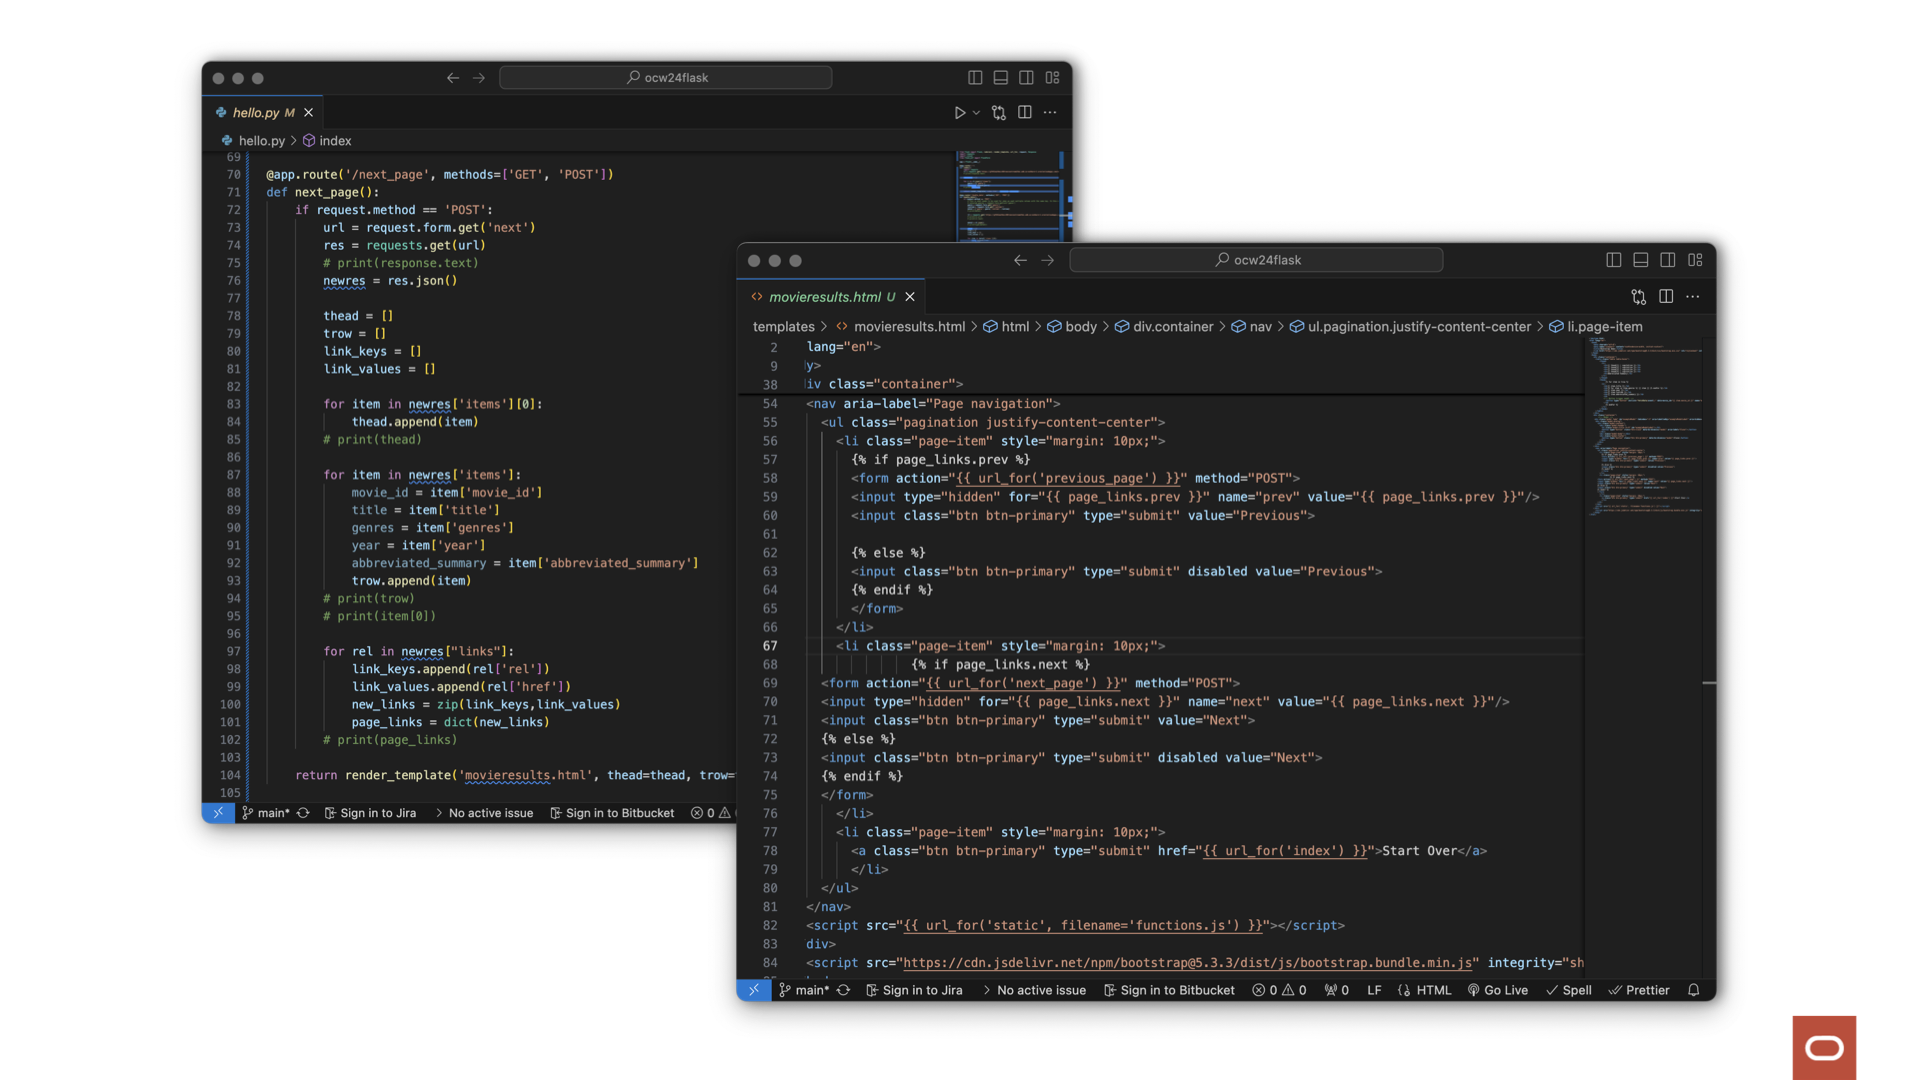 ocw24flask
hello.py M
hello.py > index
69
70 @app.route('/next_page', methods=['GET', 'POST'])
71 def next_page():
72 if request.method == 'POST':
73 url = request.form.get('next')
74 res = requests.get(url)
75 # print(response.text)
76 newres = res.json()
77
78 thead = []
79 trow = []
80 link_keys = []
81 link_values = []
82
83 for item in newres['items'][0]:
84 thead.append(item)
85 # print(thead)
86
87 for item in newres['items']:
88 movie_id = item['movie_id']
89 title = item['title']
90 genres = item['genres']
91 year = item['year']
92 abbreviated_summary = item['abbreviated_summary']
93 trow.append(item)
94 # print(trow)
95 # print(item[0])
96
97 for rel in newres["links"]:
98 link_keys.append(rel['rel'])
99 link_values.append(rel['href'])
100 new_links = zip(link_keys,link_values)
101 page_links = dict(new_links)
102 # print(page_links)
103
104 return render_template('movieresults.html', thead=thead, trow=
105
main* Sign in to Jira > No active issue Sign in to Bitbucket 0
ocw24flask
movieresults.html U
templates > movieresults.html > html > body > div.container > nav > ul.pagination.justify-content-center > li.page-item
2 lang="en">
9 y>
38 iv class="container">
54 <nav aria-label="Page navigation">
55 <ul class="pagination justify-content-center">
56 <li class="page-item" style="margin: 10px;">
57 {% if page_links.prev %}
58 <form action="{{ url_for('previous_page') }}" method="POST">
59 <input type="hidden" for="{{ page_links.prev }}" name="prev" value="{{ page_links.prev }}"/>
60 <input class="btn btn-primary" type="submit" value="Previous">
61
62 {% else %}
63 <input class="btn btn-primary" type="submit" disabled value="Previous">
64 {% endif %}
65 </form>
66 </li>
67 <li class="page-item" style="margin: 10px;">
68 {% if page_links.next %}
69 <form action="{{ url_for('next_page') }}" method="POST">
70 <input type="hidden" for="{{ page_links.next }}" name="next" value="{{ page_links.next }}"/>
71 <input class="btn btn-primary" type="submit" value="Next">
72 {% else %}
73 <input class="btn btn-primary" type="submit" disabled value="Next">
74 {% endif %}
75 </form>
76 </li>
77 <li class="page-item" style="margin: 10px;">
78 <a class="btn btn-primary" type="submit" href="{{ url_for('index') }}">Start Over</a>
79 </li>
80 </ul>
81 </nav>
82 <script src="{{ url_for('static', filename='functions.js') }}"></script>
83 div>
84 <script src="https://cdn.jsdelivr.net/npm/bootstrap@5.3.3/dist/js/bootstrap.bundle.min.js" integrity="sh
main* Sign in to Jira > No active issue Sign in to Bitbucket 0 0 0 LF HTML Go Live Spell Prettier